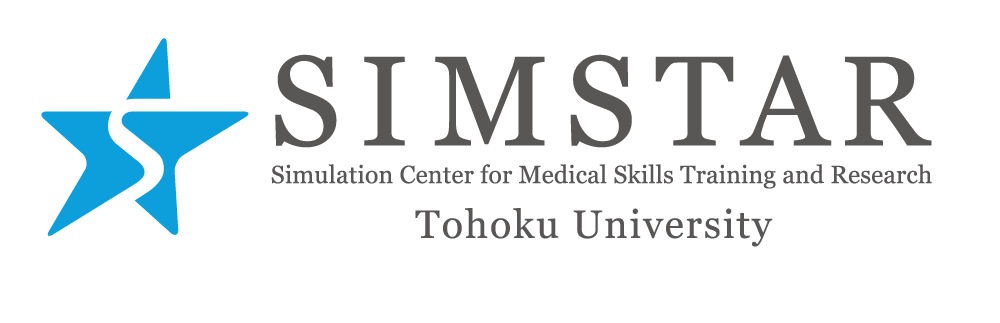 SIMSTAR
Simulation Center for Medical Skills Training and Research
Tohoku University